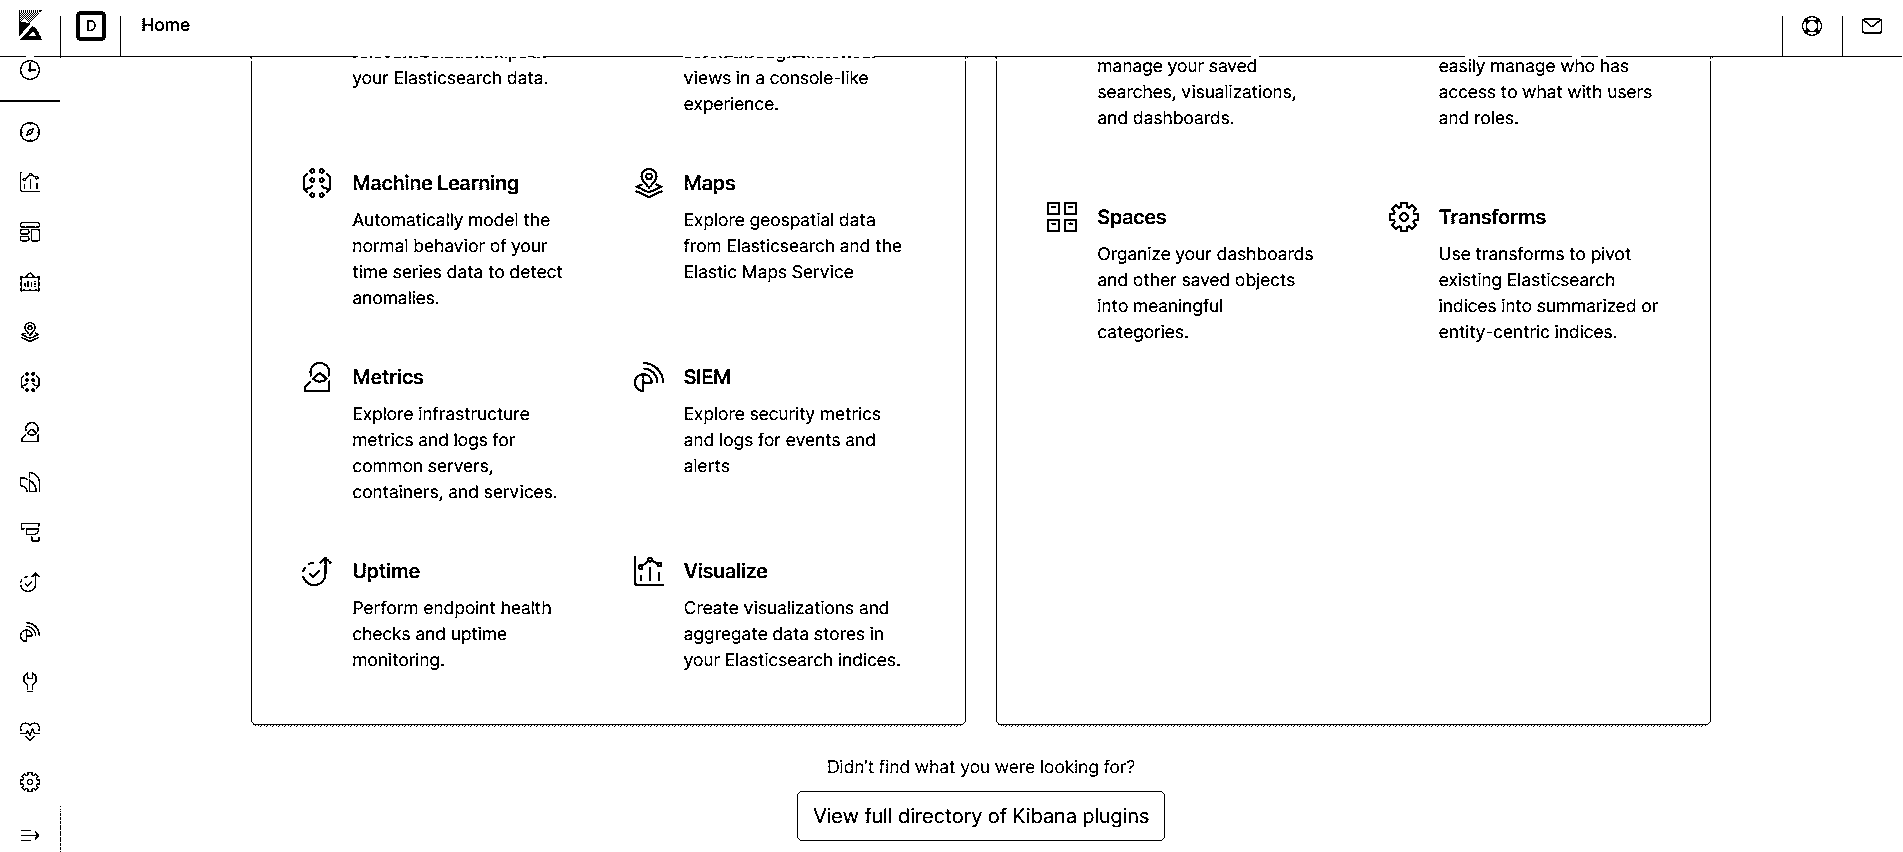 D
Home
your Elasticsearch data.
views in a console-like
experience.
manage your saved
searches, visualizations,
and dashboards.
easily manage who has
access to what with users
and roles.
Machine Learning
Automatically model the
normal behavior of your
time series data to detect
anomalies.
Maps
Explore geospatial data
from Elasticsearch and the
Elastic Maps Service
Spaces
Organize your dashboards
and other saved objects
into meaningful
categories.
Transforms
Use transforms to pivot
existing Elasticsearch
indices into summarized or
entity-centric indices.
Metrics
Explore infrastructure
metrics and logs for
common servers,
containers, and services.
SIEM
Explore security metrics
and logs for events and
alerts
Uptime
Perform endpoint health
checks and uptime
monitoring.
Visualize
Create visualizations and
aggregate data stores in
your Elasticsearch indices.
Didn't find what you were looking for?
View full directory of Kibana plugins